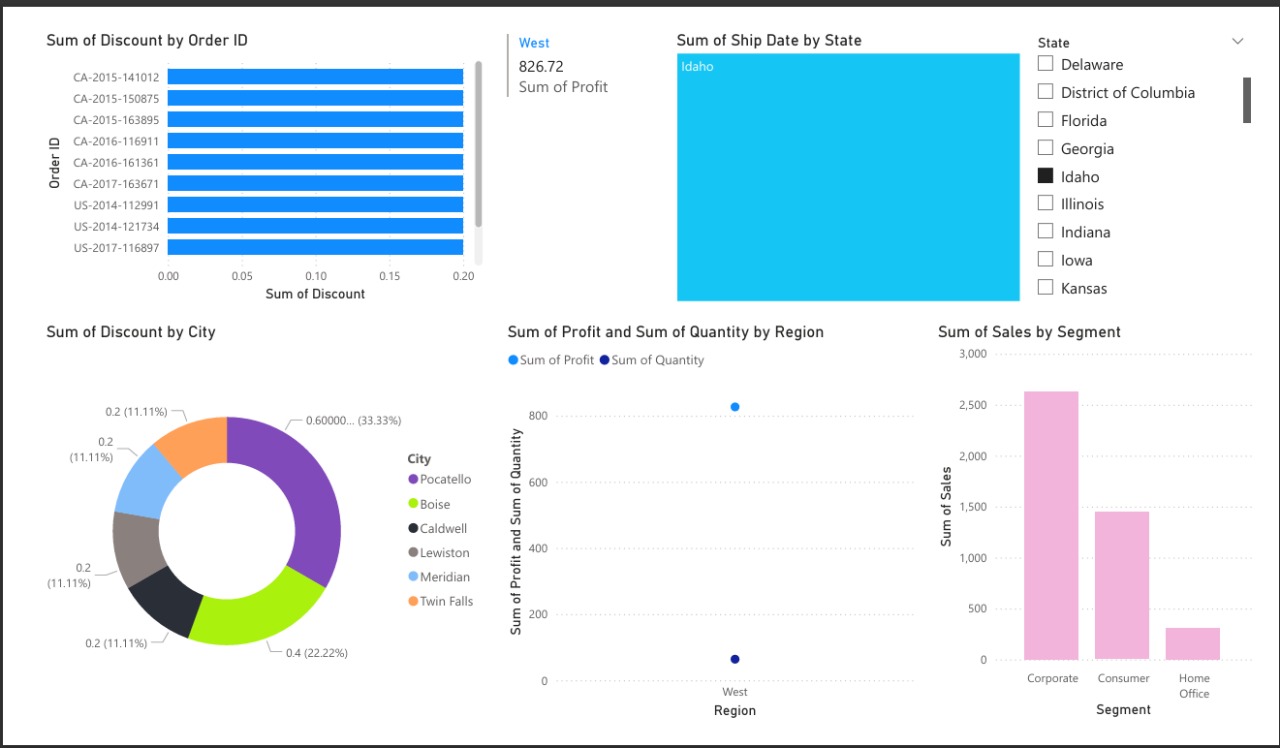 Sum of Discount by Order ID
Order ID
CA-2015-141012
CA-2015-150875
CA-2015-163895
CA-2016-116911
CA-2016-161361
CA-2017-163671
US-2014-112991
US-2014-121734
US-2017-116897
0.00 0.05 0.10 0.15 0.20
Sum of Discount
West
826.72
Sum of Profit
Sum of Ship Date by State
Idaho
State
Delaware
District of Columbia
Florida
Georgia
Idaho
Illinois
Indiana
Iowa
Kansas
Sum of Discount by City
0.2 (11.11%)
0.60000... (33.33%)
0.2
(11.11%)
0.2
(11.11%)
0.2 (11.11%)
0.4 (22.22%)
City
Pocatello
Boise
Caldwell
Lewiston
Meridian
Twin Falls
Sum of Profit and Sum of Quantity by Region
Sum of Profit Sum of Quantity
Sum of Profit and Sum of Quantity
800
600
400
200
0
West
Region
Sum of Sales by Segment
Sum of Sales
3,000
2,500
2,000
1,500
1,000
500
0
Corporate Consumer Home
Office
Segment